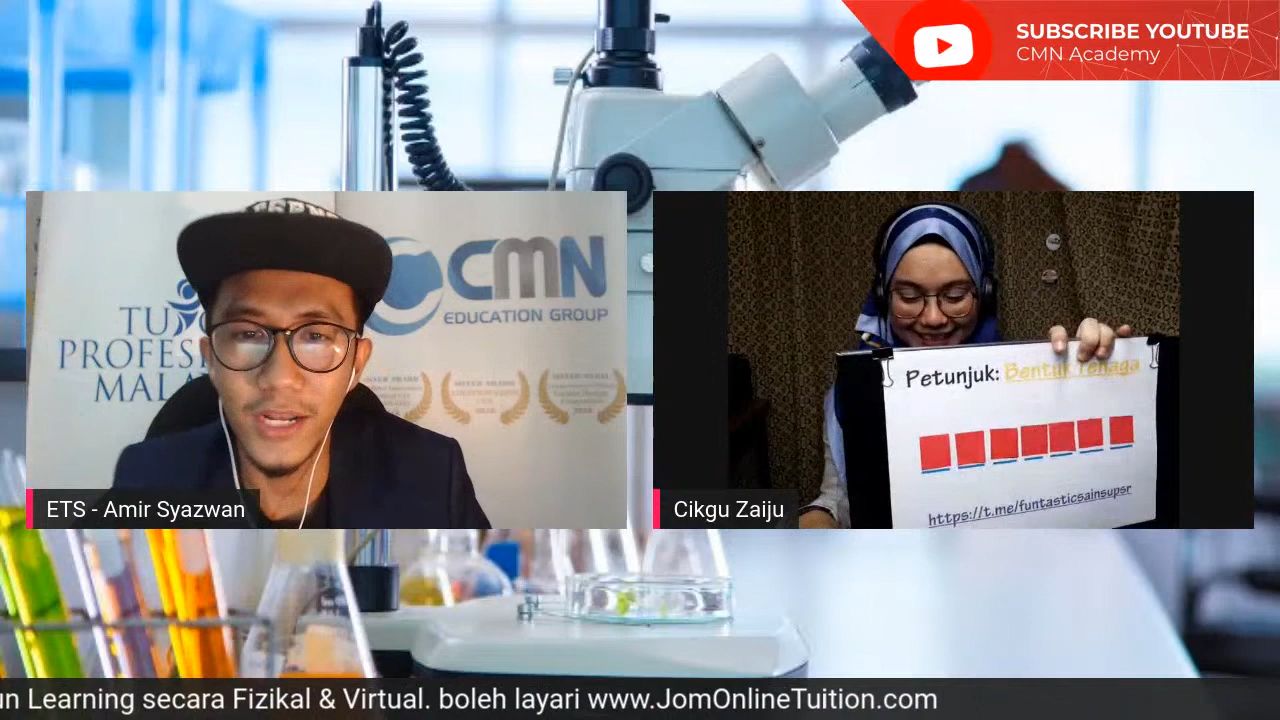 SUBSCRIBE YOUTUBE
CMN Academy
CMN
EDUCATION GROUP
ETS - Amir Syazwan
Petunjuk: Bentuk Tenaga
https://t.me/funtasticsainsupsr
Cikgu Zaiju
Learning secara Fizikal & Virtual. boleh layari www.JomOnlineTuition.com